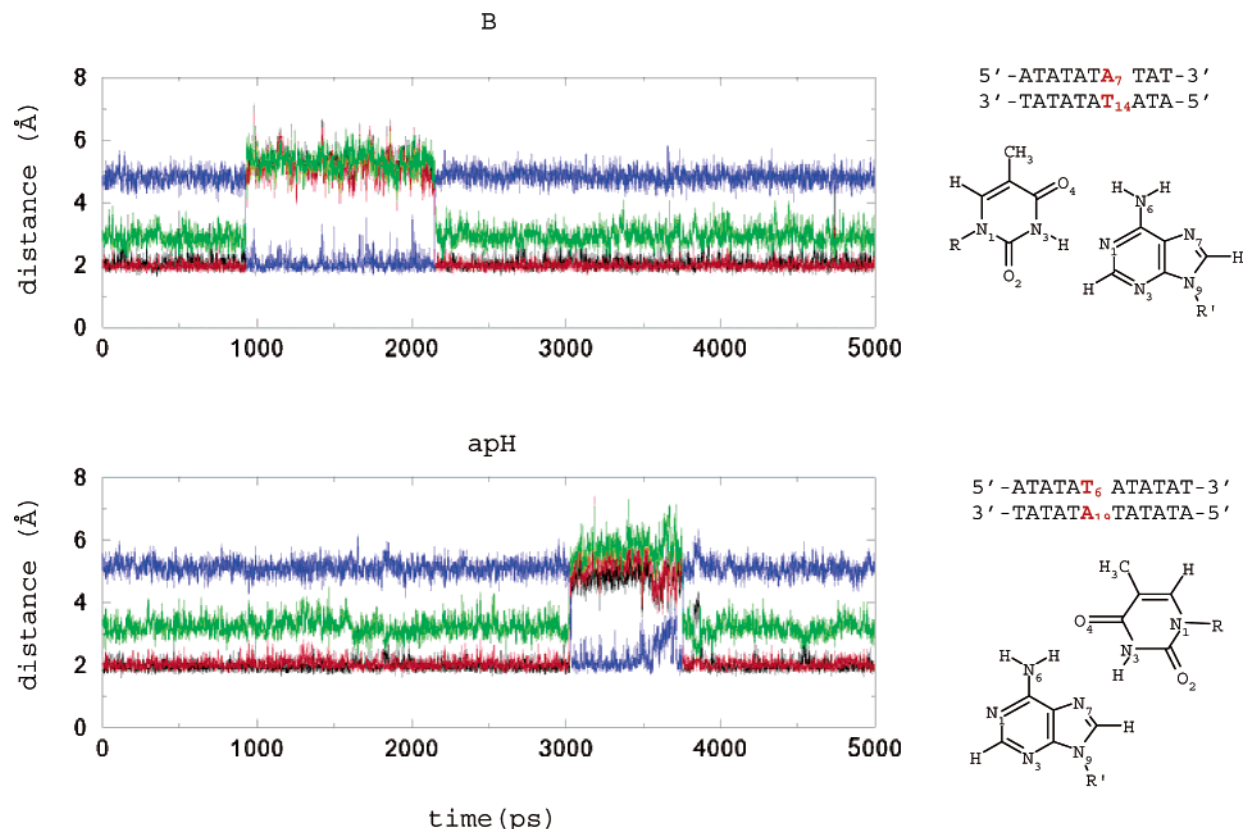 B
distance (Å)
8
6
4
2
0
0 1000 2000 3000 4000 5000
5′-ATATATA₇ TAT-3′
3′-TATATAT₁₄ATA-5′
CH₃
H O₄
H H
N₆
R N₁ N₃-H
O₂
N₁ N₇
H
H N₃ N₉
R'
apH
distance (Å)
8
6
4
2
0
0 1000 2000 3000 4000 5000
time(ps)
5′-ATATAT₆ ATATAT-3′
3′-TATATA₁₉TATATA-5′
H₃C H
O₄ N₁ R
N₃
H O₂
H H
N₆
N₁ N₇
H
H N₃ N₉
R'